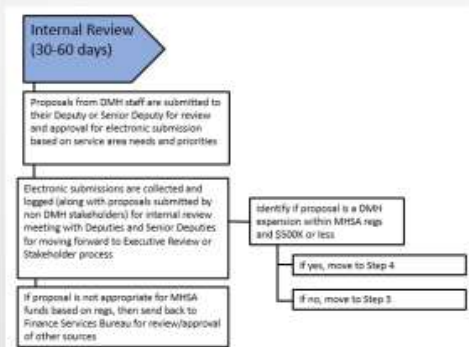 Internal Review
(30-60 days)
Proposals from DMH staff are submitted to
their Deputy or Senior Deputy for review
and approval for electronic submission
based on service area needs and priorities
Electronic submissions are collected and
logged (along with proposals submitted by
non DMH stakeholders) for internal review
meeting with Deputies and Senior Deputies
for moving forward to Executive Review or
Stakeholder process
If proposal is not appropriate for MHSA
funds based on regs, then send back to
Finance Services Bureau for review/approval
of other sources
Identify if proposal is a DMH
expansion within MHSA regs
and $500K or less
If yes, move to Step 4
If no, move to Step 3